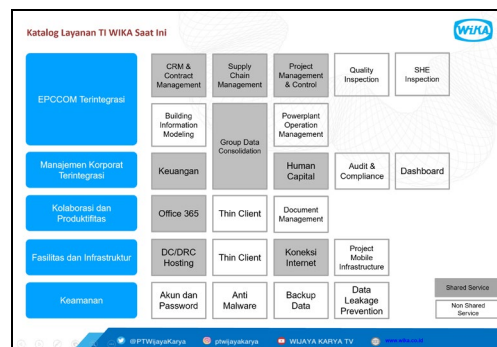 Katalog Layanan TI WIKA Saat Ini
WiKA
EPCCOM Terintegrasi
CRM &
Contract
Management
Supply
Chain
Management
Project
Management
& Control
Quality
Inspection
SHE
Inspection
Building
Information
Modeling
Group Data
Consolidation
Powerplant
Operation
Management
Manajemen Korporat
Terintegrasi
Keuangan
Human
Capital
Audit &
Compliance
Dashboard
Kolaborasi dan
Produktifitas
Office 365
Thin Client
Document
Management
Fasilitas dan Infrastruktur
DC/DRC
Hosting
Thin Client
Koneksi
Internet
Project
Mobile
Infrastructure
Keamanan
Akun dan
Password
Anti
Malware
Backup
Data
Data
Leakage
Prevention
Shared Service
Non Shared
Service
@PTWijayaKarya
ptwijayakarya
WIJAYA KARYA TV
www.wika.co.id